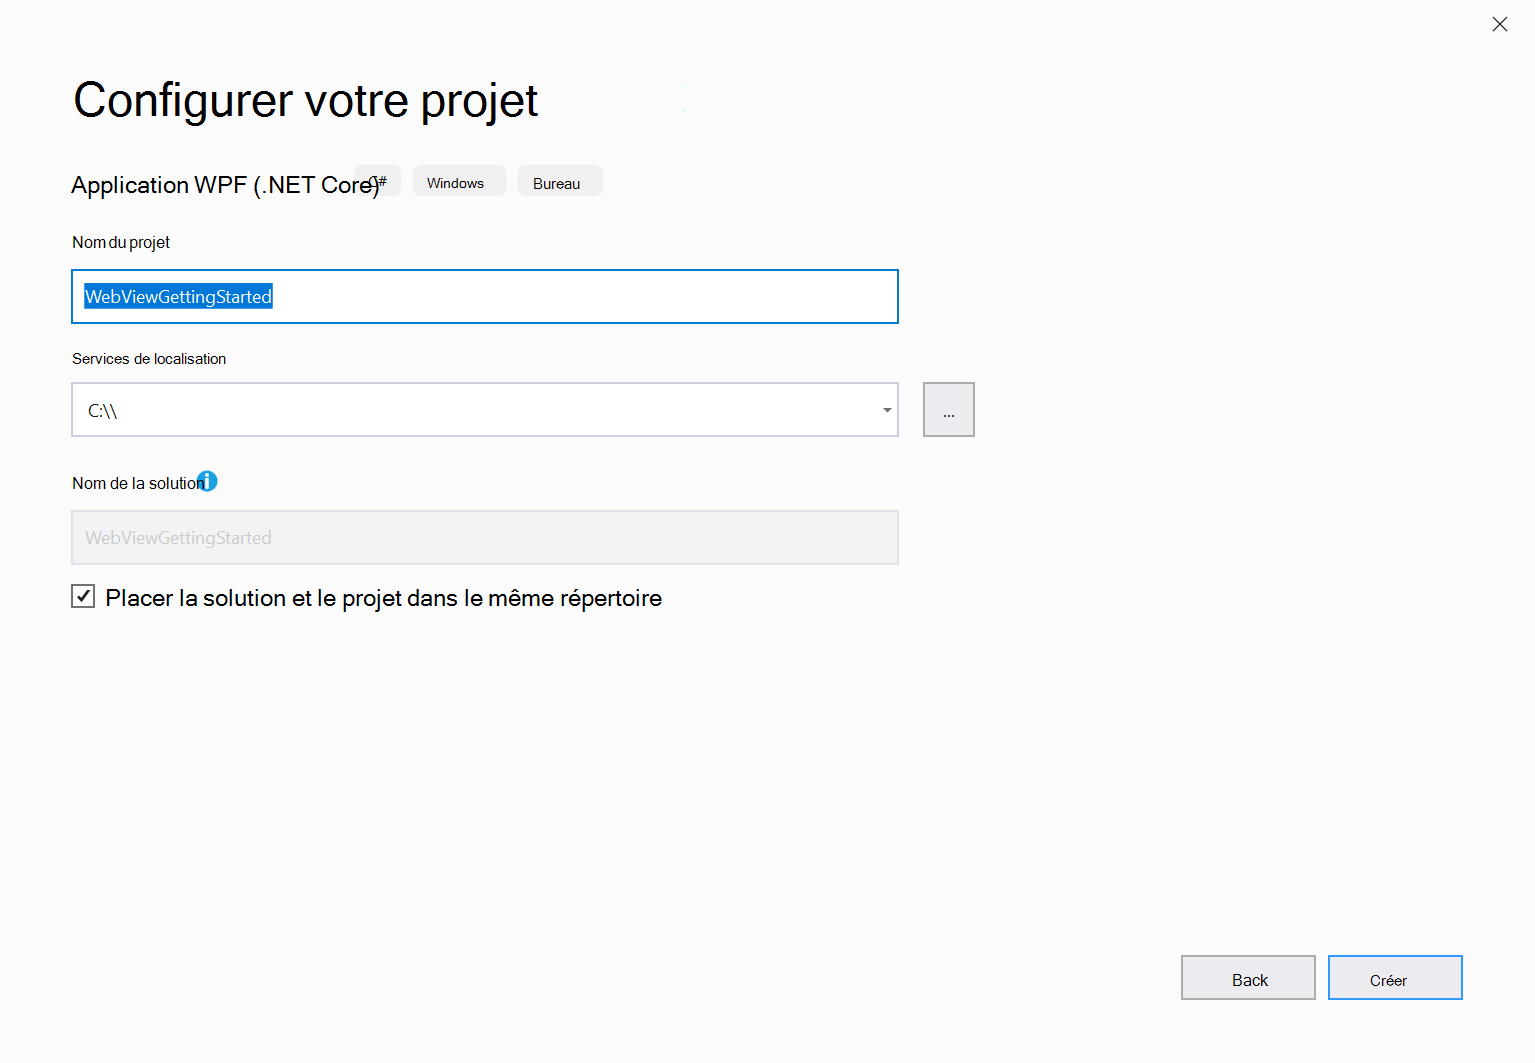 Configurer votre projet
Application WPF (.NET Core) C# Windows Bureau
Nom du projet
WebViewGettingStarted
Services de localisation
C:\\
...
Nom de la solution
WebViewGettingStarted
Placer la solution et le projet dans le même répertoire
Back Créer